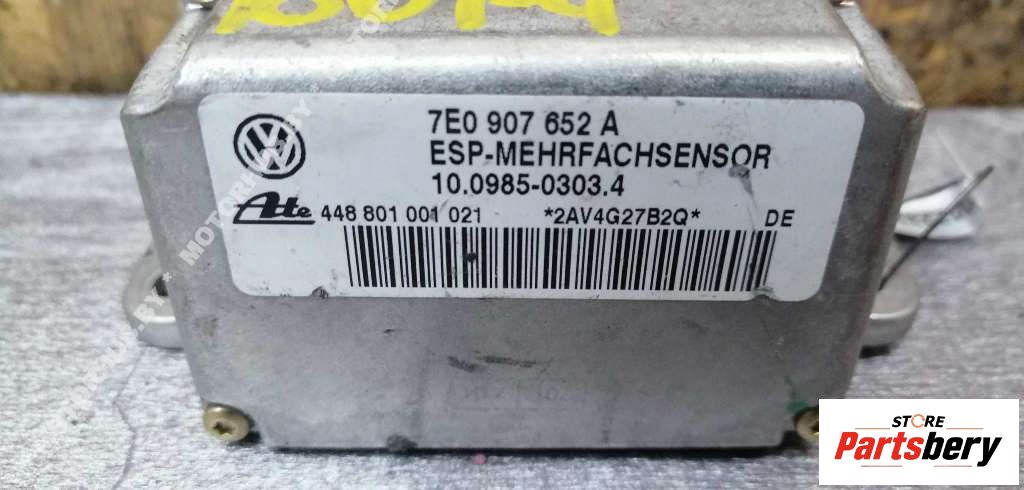 7E0 907 652 A
ESP-MEHRFACHSENSOR
10.0985-0303.4
Ate 448 801 001 021 *2AV4G27B2Q* DE
STORE
Partsbery